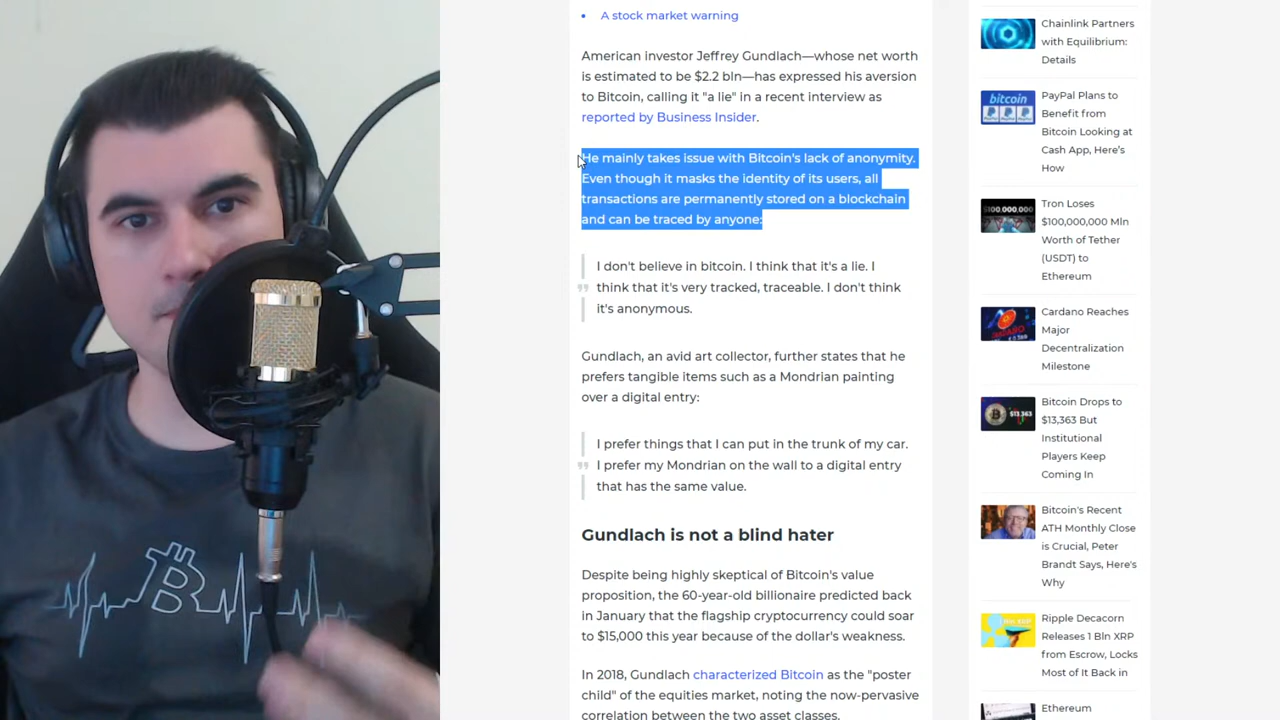 A stock market warning
American investor Jeffrey Gundlach—whose net worth
is estimated to be $2.2 bln—has expressed his aversion
to Bitcoin, calling it "a lie" in a recent interview as
reported by Business Insider.
He mainly takes issue with Bitcoin's lack of anonymity.
Even though it masks the identity of its users, all
transactions are permanently stored on a blockchain
and can be traced by anyone:
I don't believe in bitcoin. I think that it's a lie. I
think that it's very tracked, traceable. I don't think
it's anonymous.
Gundlach, an avid art collector, further states that he
prefers tangible items such as a Mondrian painting
over a digital entry:
I prefer things that I can put in the trunk of my car.
I prefer my Mondrian on the wall to a digital entry
that has the same value.
Gundlach is not a blind hater
Despite being highly skeptical of Bitcoin's value
proposition, the 60-year-old billionaire predicted back
in January that the flagship cryptocurrency could soar
to $15,000 this year because of the dollar's weakness.
In 2018, Gundlach characterized Bitcoin as the "poster
child" of the equities market, noting the now-pervasive
correlation between the two asset classes.
Chainlink Partners
with Equilibrium:
Details
bitcoin
PayPal Plans to
Benefit from
Bitcoin Looking at
Cash App, Here's
How
$100,000,000
Tron Loses
$100,000,000 Mln
Worth of Tether
(USDT) to
Ethereum
Cardano Reaches
Major
Decentralization
Milestone
$13,363
Bitcoin Drops to
$13,363 But
Institutional
Players Keep
Coming In
Bitcoin's Recent
ATH Monthly Close
is Crucial, Peter
Brandt Says, Here's
Why
Ripple Decacorn
Releases 1 Bln XRP
from Escrow, Locks
Most of It Back in
Ethereum